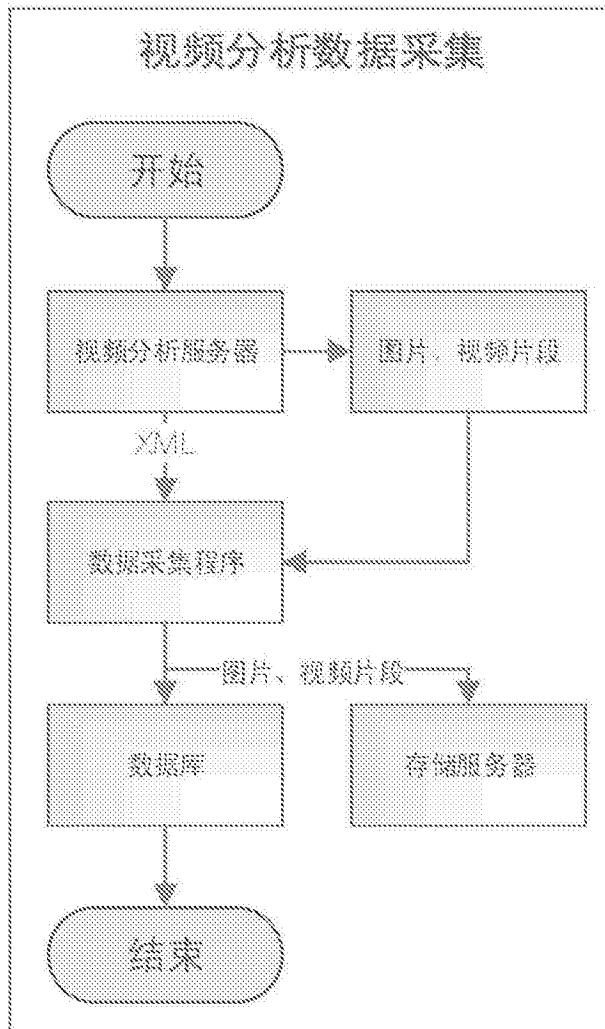 视频分析数据采集
开始
视频分析服务器
图片、视频片段
XML
数据采集程序
图片、视频片段
数据库
存储服务器
结束